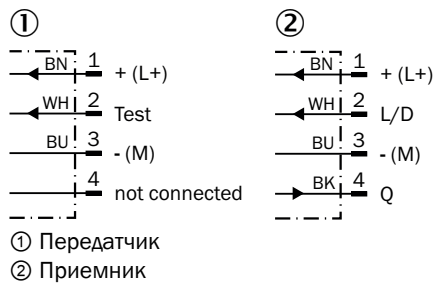 ① ②
BN 1 + (L+) BN 1 + (L+)
WH 2 Test WH 2 L/D
BU 3 - (M) BU 3 - (M)
4 not connected BK 4 Q
① Передатчик
② Приемник